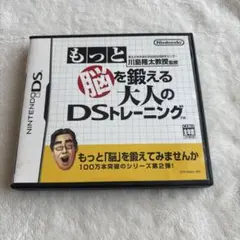 Nintendo
もっと
川島隆太教授監修
脳を鍛える
大人の
DSトレーニング
NINTENDO DS
もっと「脳」を鍛えてみませんか
100万本突破のシリーズ第2弾!